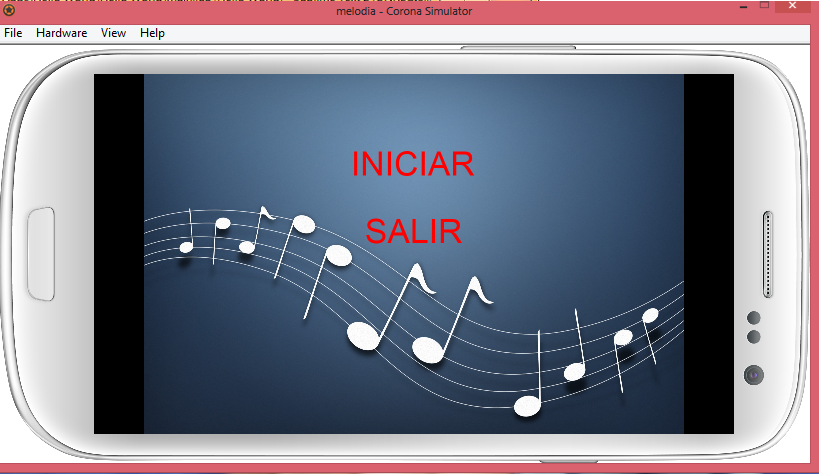 melodia - Corona Simulator
File Hardware View Help
INICIAR
SALIR